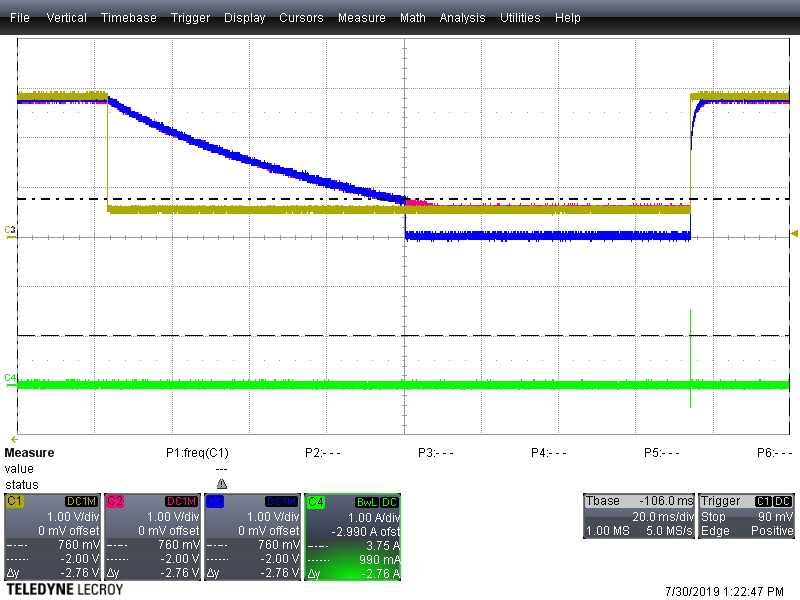 File Vertical Timebase Trigger Display Cursors Measure Math Analysis Utilities Help
C3
C4
Measure P1:freq(C1) P2:- - - P3:- - - P4:- - - P5:- - - P6:- - -
value ---
status
C1 DC1M C2 DC1M C3 DC1M C4 BwL DC Tbase -106.0 ms Trigger C1 DC
1.00 V/div 1.00 V/div 1.00 V/div 1.00 A/div 20.0 ms/div Stop 90 mV
0 mV offset 0 mV offset 0 mV offset -2.990 A ofst 1.00 MS 5.0 MS/s Edge Positive
760 mV 760 mV 760 mV 3.75 A
-2.00 V -2.00 V -2.00 V 990 mA
Δy -2.76 V Δy -2.76 V Δy -2.76 V Δy -2.76 A
TELEDYNE LECROY 7/30/2019 1:22:47 PM